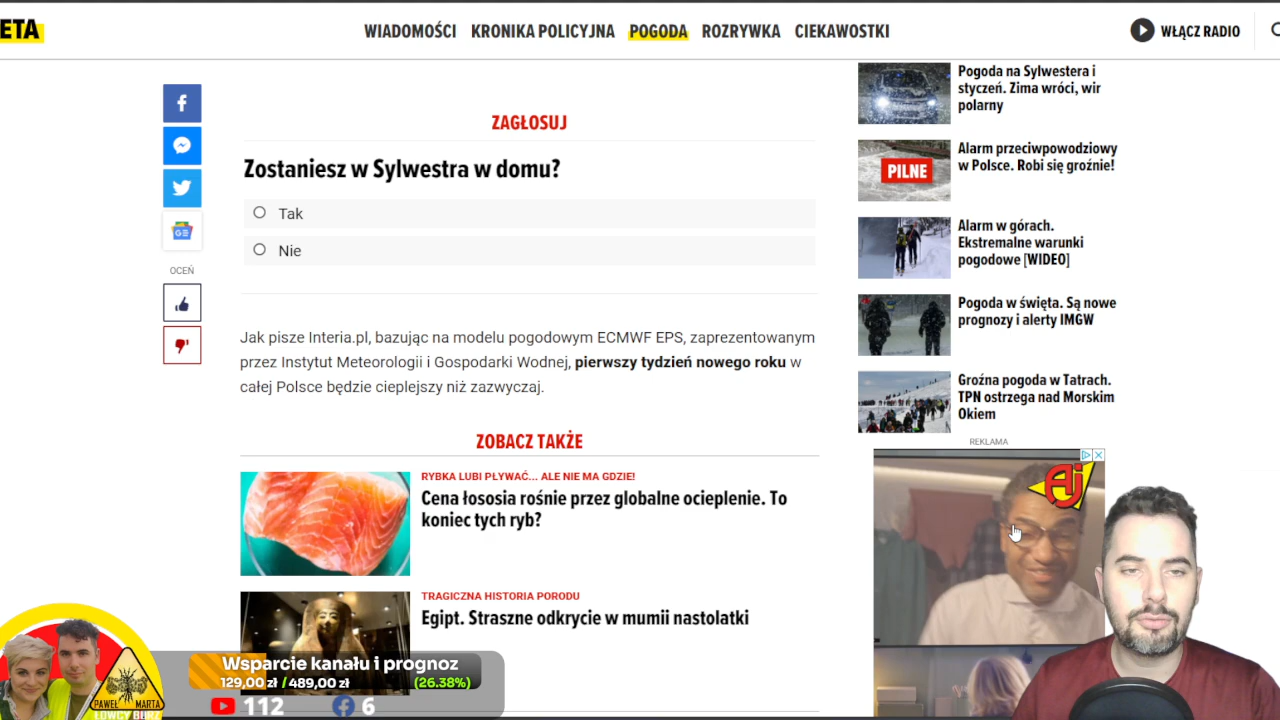 ETA
WIADOMOŚCI KRONIKA POLICYJNA POGODA ROZRYWKA CIEKAWOSTKI
WŁĄCZ RADIO
OCEŃ
ZAGŁOSUJ
Zostaniesz w Sylwestra w domu?
Tak
Nie
Jak pisze Interia.pl, bazując na modelu pogodowym ECMWF EPS, zaprezentowanym
przez Instytut Meteorologii i Gospodarki Wodnej, pierwszy tydzień nowego roku w
całej Polsce będzie cieplejszy niż zazwyczaj.
ZOBACZ TAKŻE
RYBKA LUBI PŁYWAĆ... ALE NIE MA GDZIE!
Cena łososia rośnie przez globalne ocieplenie. To
koniec tych ryb?
TRAGICZNA HISTORIA PORODU
Egipt. Straszne odkrycie w mumii nastolatki
Pogoda na Sylwestera i
styczeń. Zima wróci, wir
polarny
PILNE
Alarm przeciwpowodziowy
w Polsce. Robi się groźnie!
Alarm w górach.
Ekstremalne warunki
pogodowe [WIDEO]
Pogoda w święta. Są nowe
prognozy i alerty IMGW
Groźna pogoda w Tatrach.
TPN ostrzega nad Morskim
Okiem
REKLAMA
Aj
Wsparcie kanału i prognoz
129,00 zł / 489,00 zł (26.38%)
112 6
PAWEŁ MARTA
ŁOWCY BURZ